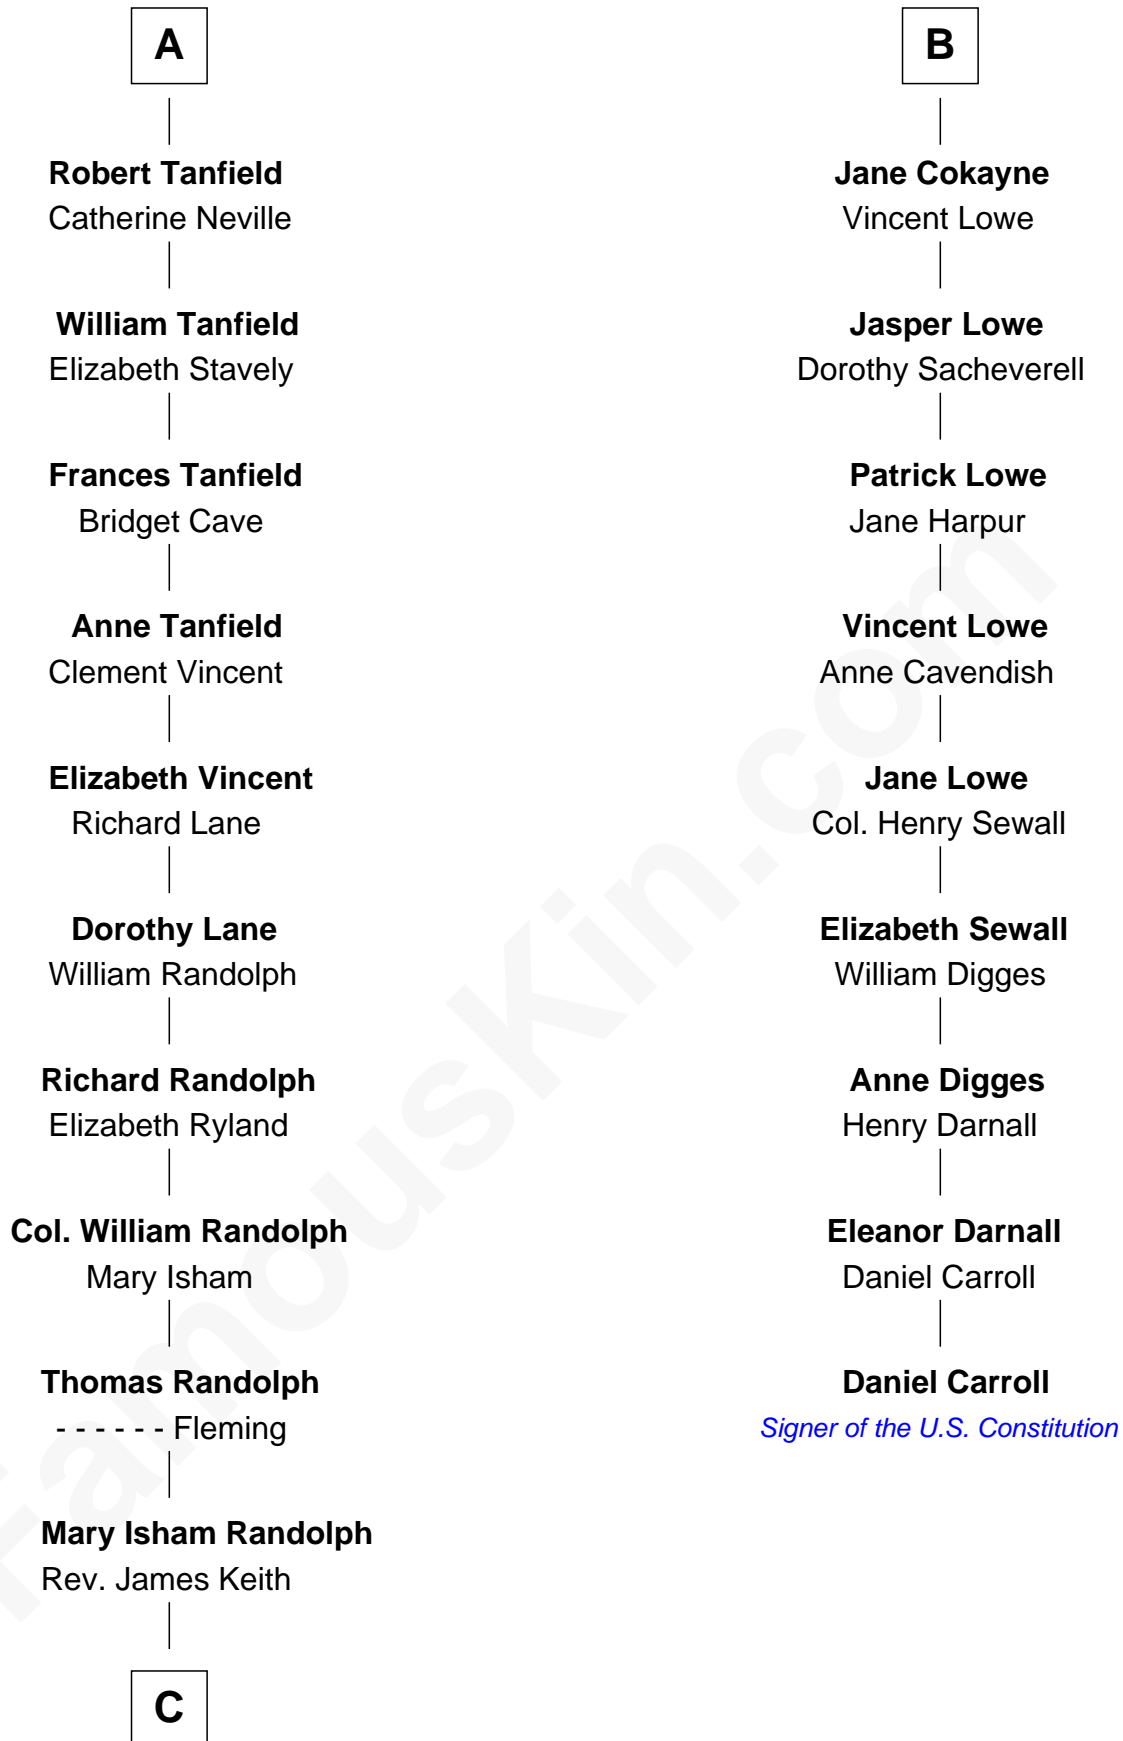 A
Robert Tanfield
Catherine Neville
William Tanfield
Elizabeth Stavely
Frances Tanfield
Bridget Cave
Anne Tanfield
Clement Vincent
Elizabeth Vincent
Richard Lane
Dorothy Lane
William Randolph
Richard Randolph
Elizabeth Ryland
Col. William Randolph
Mary Isham
Thomas Randolph
- - - - - - Fleming
Mary Isham Randolph
Rev. James Keith
C
B
Jane Cokayne
Vincent Lowe
Jasper Lowe
Dorothy Sacheverell
Patrick Lowe
Jane Harpur
Vincent Lowe
Anne Cavendish
Jane Lowe
Col. Henry Sewall
Elizabeth Sewall
William Digges
Anne Digges
Henry Darnall
Eleanor Darnall
Daniel Carroll
Daniel Carroll
Signer of the U.S. Constitution
FamousKin.com